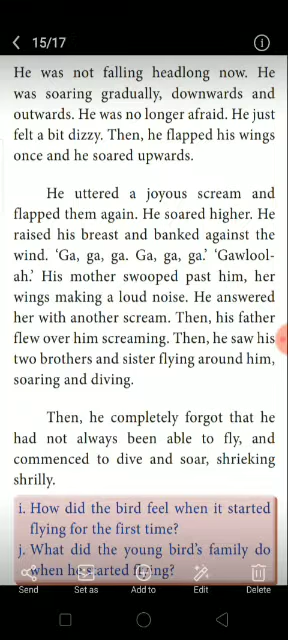 15/17
He was not falling headlong now. He
was soaring gradually, downwards and
outwards. He was no longer afraid. He just
felt a bit dizzy. Then, he flapped his wings
once and he soared upwards.
He uttered a joyous scream and
flapped them again. He soared higher. He
raised his breast and banked against the
wind. ‘Ga, ga, ga. Ga, ga, ga.’ ‘Gawlool-
ah.’ His mother swooped past him, her
wings making a loud noise. He answered
her with another scream. Then, his father
flew over him screaming. Then, he saw his
two brothers and sister flying around him,
soaring and diving.
Then, he completely forgot that he
had not always been able to fly, and
commenced to dive and soar, shrieking
shrilly.
i. How did the bird feel when it started
flying for the first time?
j. What did the young bird's family do
when he started flying?
Send Set as Add to Edit Delete